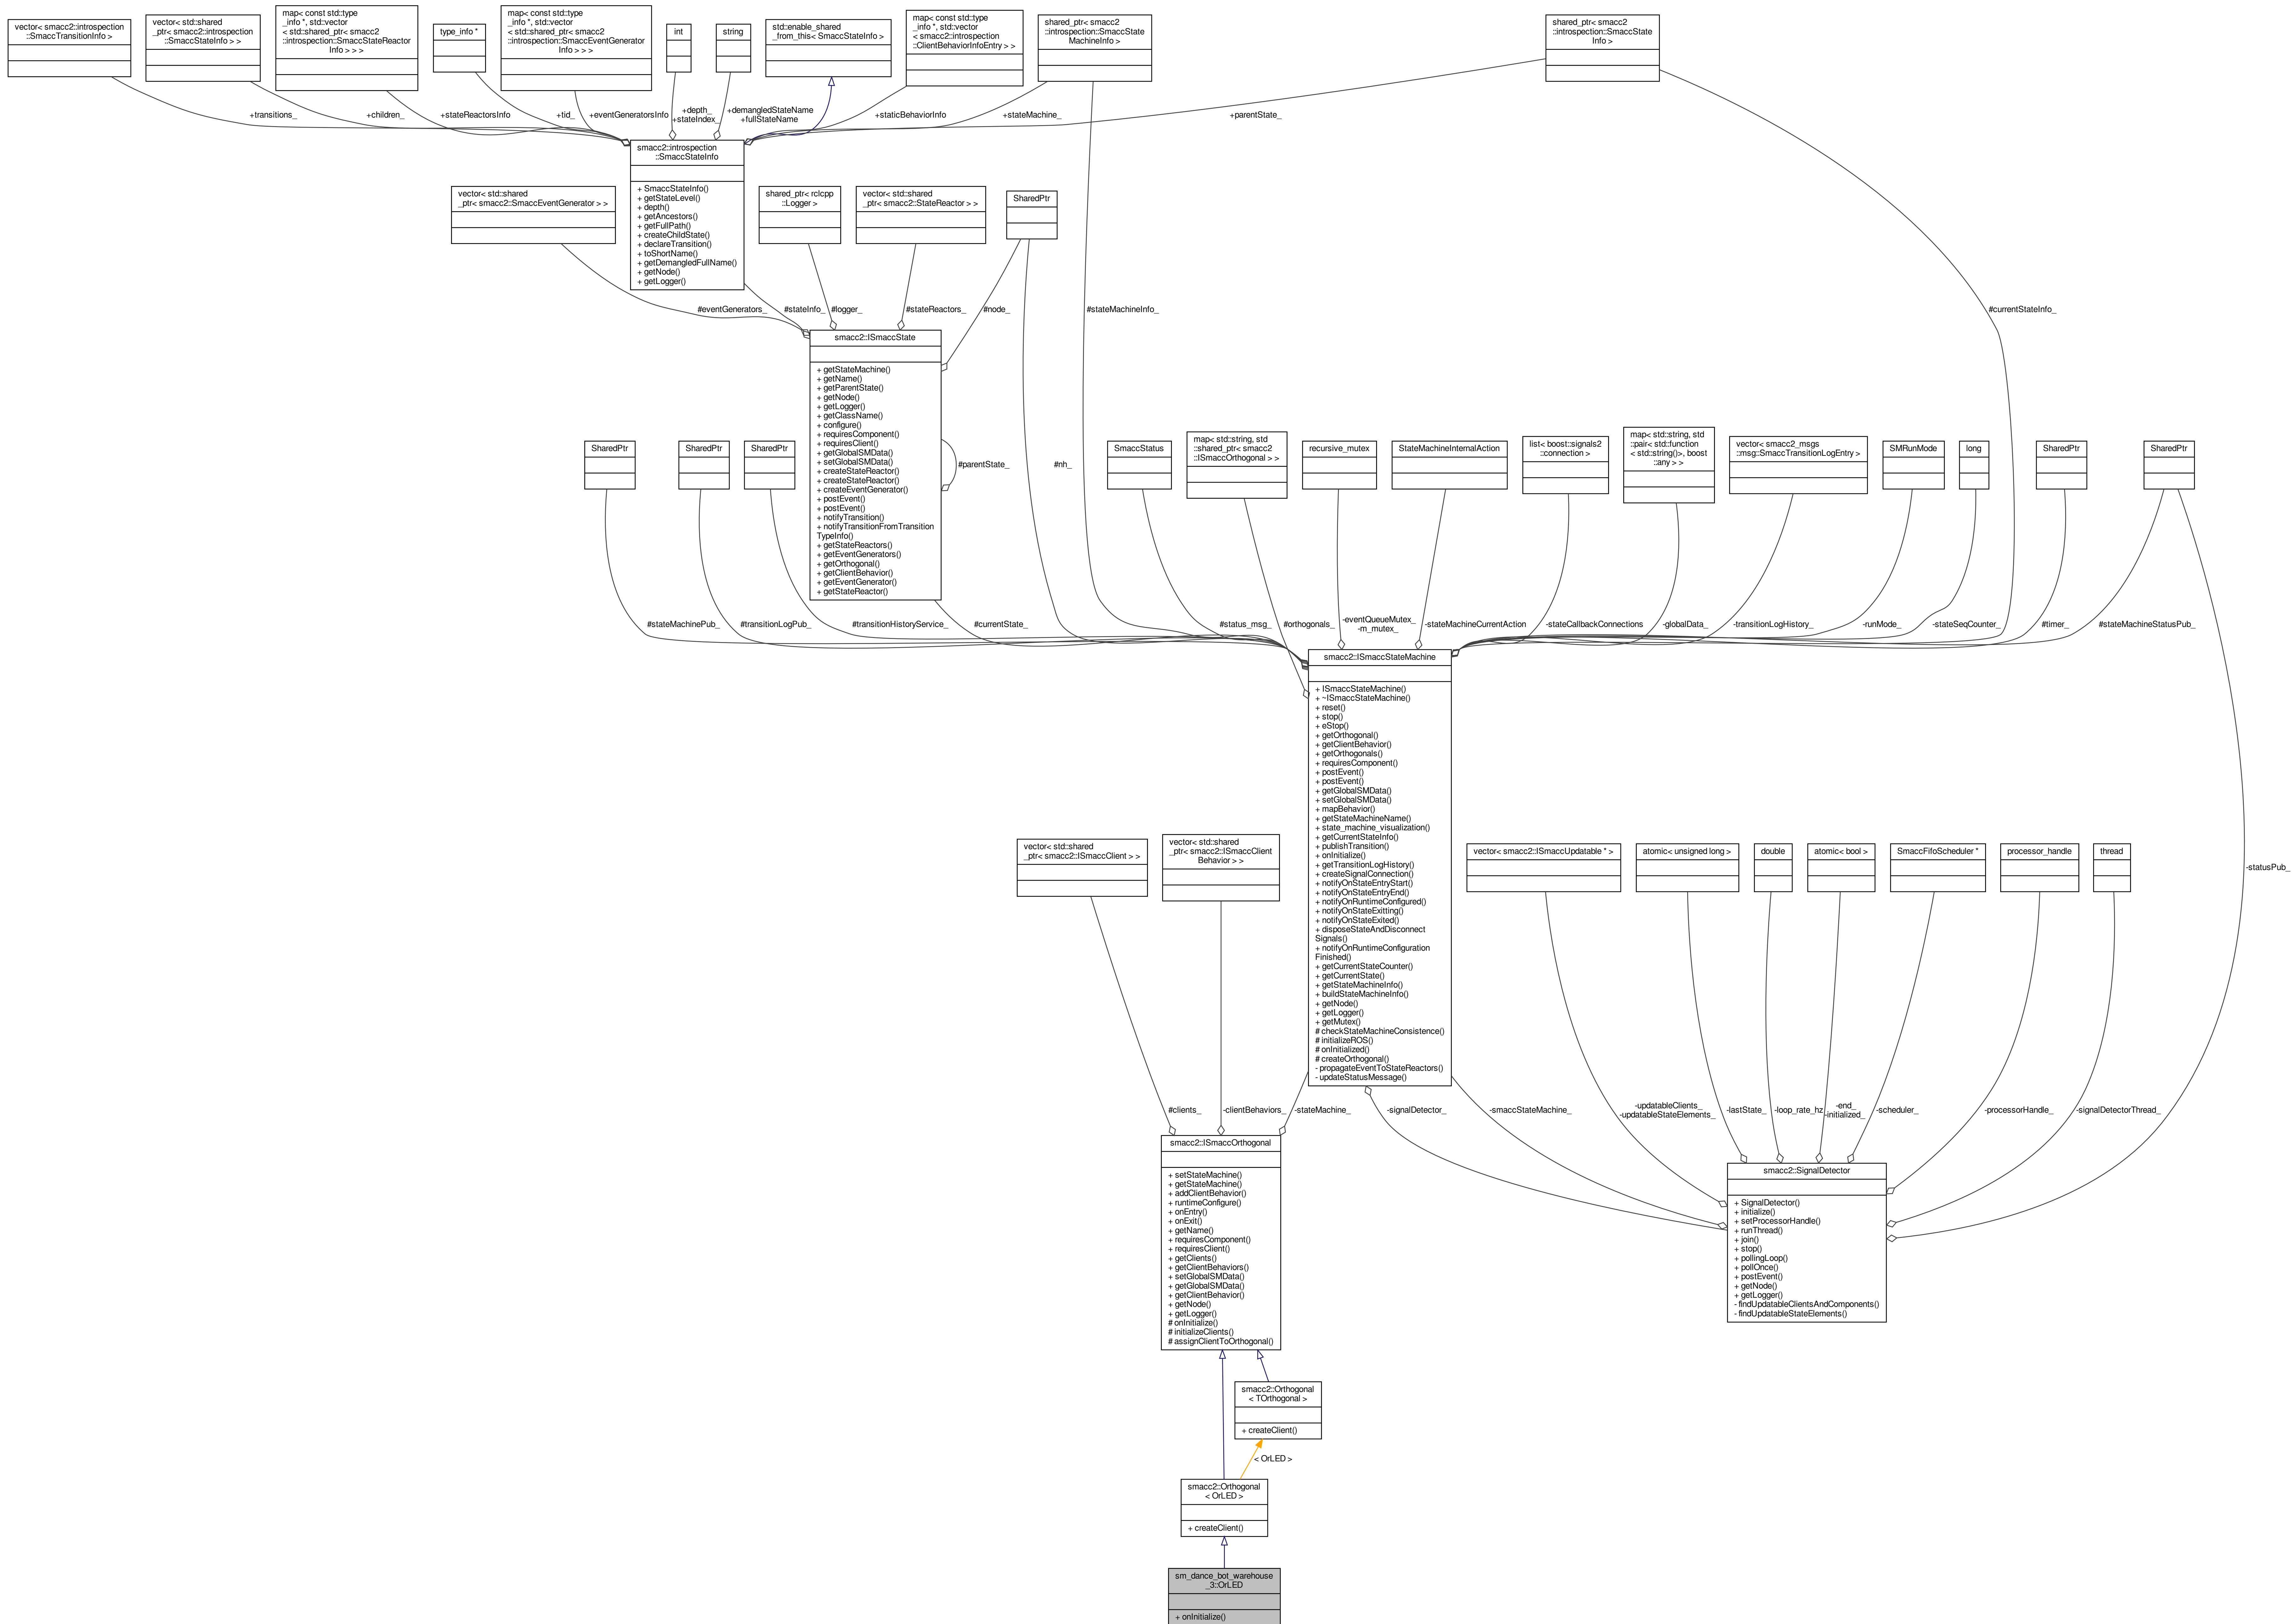 vector< smacc2::introspection
::SmaccTransitionInfo >
vector< std::shared
_ptr< smacc2::introspection
::SmaccStateInfo > >
map< const std::type
_info *, std::vector
< std::shared_ptr< smacc2
::introspection::SmaccStateReactor
Info > > >
type_info *
map< const std::type
_info *, std::vector
< std::shared_ptr< smacc2
::introspection::SmaccEventGenerator
Info > > >
int
string
std::enable_shared
_from_this< SmaccStateInfo >
map< const std::type
_info *, std::vector
< smacc2::introspection
::ClientBehaviorInfoEntry > >
shared_ptr< smacc2
::introspection::SmaccState
MachineInfo >
shared_ptr< smacc2
::introspection::SmaccState
Info >
+transitions_
+children_
+stateReactorsInfo
+tid_
+eventGeneratorsInfo
+depth_
+stateIndex_
+demangledStateName
+fullStateName
+staticBehaviorInfo
+stateMachine_
+parentState_
smacc2::introspection
::SmaccStateInfo
+ SmaccStateInfo()
+ getStateLevel()
+ depth()
+ getAncestors()
+ getFullPath()
+ createChildState()
+ declareTransition()
+ toShortName()
+ getDemangledFullName()
+ getNode()
+ getLogger()
vector< std::shared
_ptr< smacc2::SmaccEventGenerator > >
shared_ptr< rclcpp
::Logger >
vector< std::shared
_ptr< smacc2::StateReactor > >
SharedPtr
#eventGenerators_
#stateInfo_
#logger_
#stateReactors_
#node_
#stateMachineInfo_
#currentStateInfo_
smacc2::ISmaccState
+ getStateMachine()
+ getName()
+ getParentState()
+ getNode()
+ getLogger()
+ getClassName()
+ configure()
+ requiresComponent()
+ requiresClient()
+ getGlobalSMData()
+ setGlobalSMData()
+ createStateReactor()
+ createStateReactor()
+ createEventGenerator()
+ postEvent()
+ postEvent()
+ notifyTransition()
+ notifyTransitionFromTransition
TypeInfo()
+ getStateReactors()
+ getEventGenerators()
+ getOrthogonal()
+ getClientBehavior()
+ getEventGenerator()
+ getStateReactor()
#parentState_
#nh_
SharedPtr
SharedPtr
SharedPtr
SmaccStatus
map< std::string, std
::shared_ptr< smacc2
::ISmaccOrthogonal > >
recursive_mutex
StateMachineInternalAction
list< boost::signals2
::connection >
map< std::string, std
::pair< std::function
< std::string()>, boost
::any > >
vector< smacc2_msgs
::msg::SmaccTransitionLogEntry >
SMRunMode
long
SharedPtr
SharedPtr
#stateMachinePub_
#transitionLogPub_
#transitionHistoryService_
#currentState_
#status_msg_
#orthogonals_
-eventQueueMutex_
-m_mutex_
-stateMachineCurrentAction
-stateCallbackConnections
-globalData_
-transitionLogHistory_
-runMode_
-stateSeqCounter_
#timer_
#stateMachineStatusPub_
smacc2::ISmaccStateMachine
+ ISmaccStateMachine()
+ ~ISmaccStateMachine()
+ reset()
+ stop()
+ eStop()
+ getOrthogonal()
+ getClientBehavior()
+ getOrthogonals()
+ requiresComponent()
+ postEvent()
+ postEvent()
+ getGlobalSMData()
+ setGlobalSMData()
+ mapBehavior()
+ getStateMachineName()
+ state_machine_visualization()
+ getCurrentStateInfo()
+ publishTransition()
+ onInitialize()
+ getTransitionLogHistory()
+ createSignalConnection()
+ notifyOnStateEntryStart()
+ notifyOnStateEntryEnd()
+ notifyOnRuntimeConfigured()
+ notifyOnStateExitting()
+ notifyOnStateExited()
+ disposeStateAndDisconnect
Signals()
+ notifyOnRuntimeConfiguration
Finished()
+ getCurrentStateCounter()
+ getCurrentState()
+ getStateMachineInfo()
+ buildStateMachineInfo()
+ getNode()
+ getLogger()
+ getMutex()
# checkStateMachineConsistence()
# initializeROS()
# onInitialized()
# createOrthogonal()
- propagateEventToStateReactors()
- updateStatusMessage()
vector< std::shared
_ptr< smacc2::ISmaccClient > >
vector< std::shared
_ptr< smacc2::ISmaccClient
Behavior > >
vector< smacc2::ISmaccUpdatable * >
atomic< unsigned long >
double
atomic< bool >
SmaccFifoScheduler *
processor_handle
thread
-statusPub_
#clients_
-clientBehaviors_
-stateMachine_
-signalDetector_
-smaccStateMachine_
-updatableClients_
-updatableStateElements_
-lastState_
-loop_rate_hz
-end_
-initialized_
-scheduler_
-processorHandle_
-signalDetectorThread_
smacc2::ISmaccOrthogonal
+ setStateMachine()
+ getStateMachine()
+ addClientBehavior()
+ runtimeConfigure()
+ onEntry()
+ onExit()
+ getName()
+ requiresComponent()
+ requiresClient()
+ getClients()
+ getClientBehaviors()
+ setGlobalSMData()
+ getGlobalSMData()
+ getClientBehavior()
+ getNode()
+ getLogger()
# onInitialize()
# initializeClients()
# assignClientToOrthogonal()
smacc2::SignalDetector
+ SignalDetector()
+ initialize()
+ setProcessorHandle()
+ runThread()
+ join()
+ stop()
+ pollingLoop()
+ pollOnce()
+ postEvent()
+ getNode()
+ getLogger()
- findUpdatableClientsAndComponents()
- findUpdatableStateElements()
smacc2::Orthogonal
< TOrthogonal >
+ createClient()
< OrLED >
smacc2::Orthogonal
< OrLED >
+ createClient()
sm_dance_bot_warehouse
_3::OrLED
+ onInitialize()